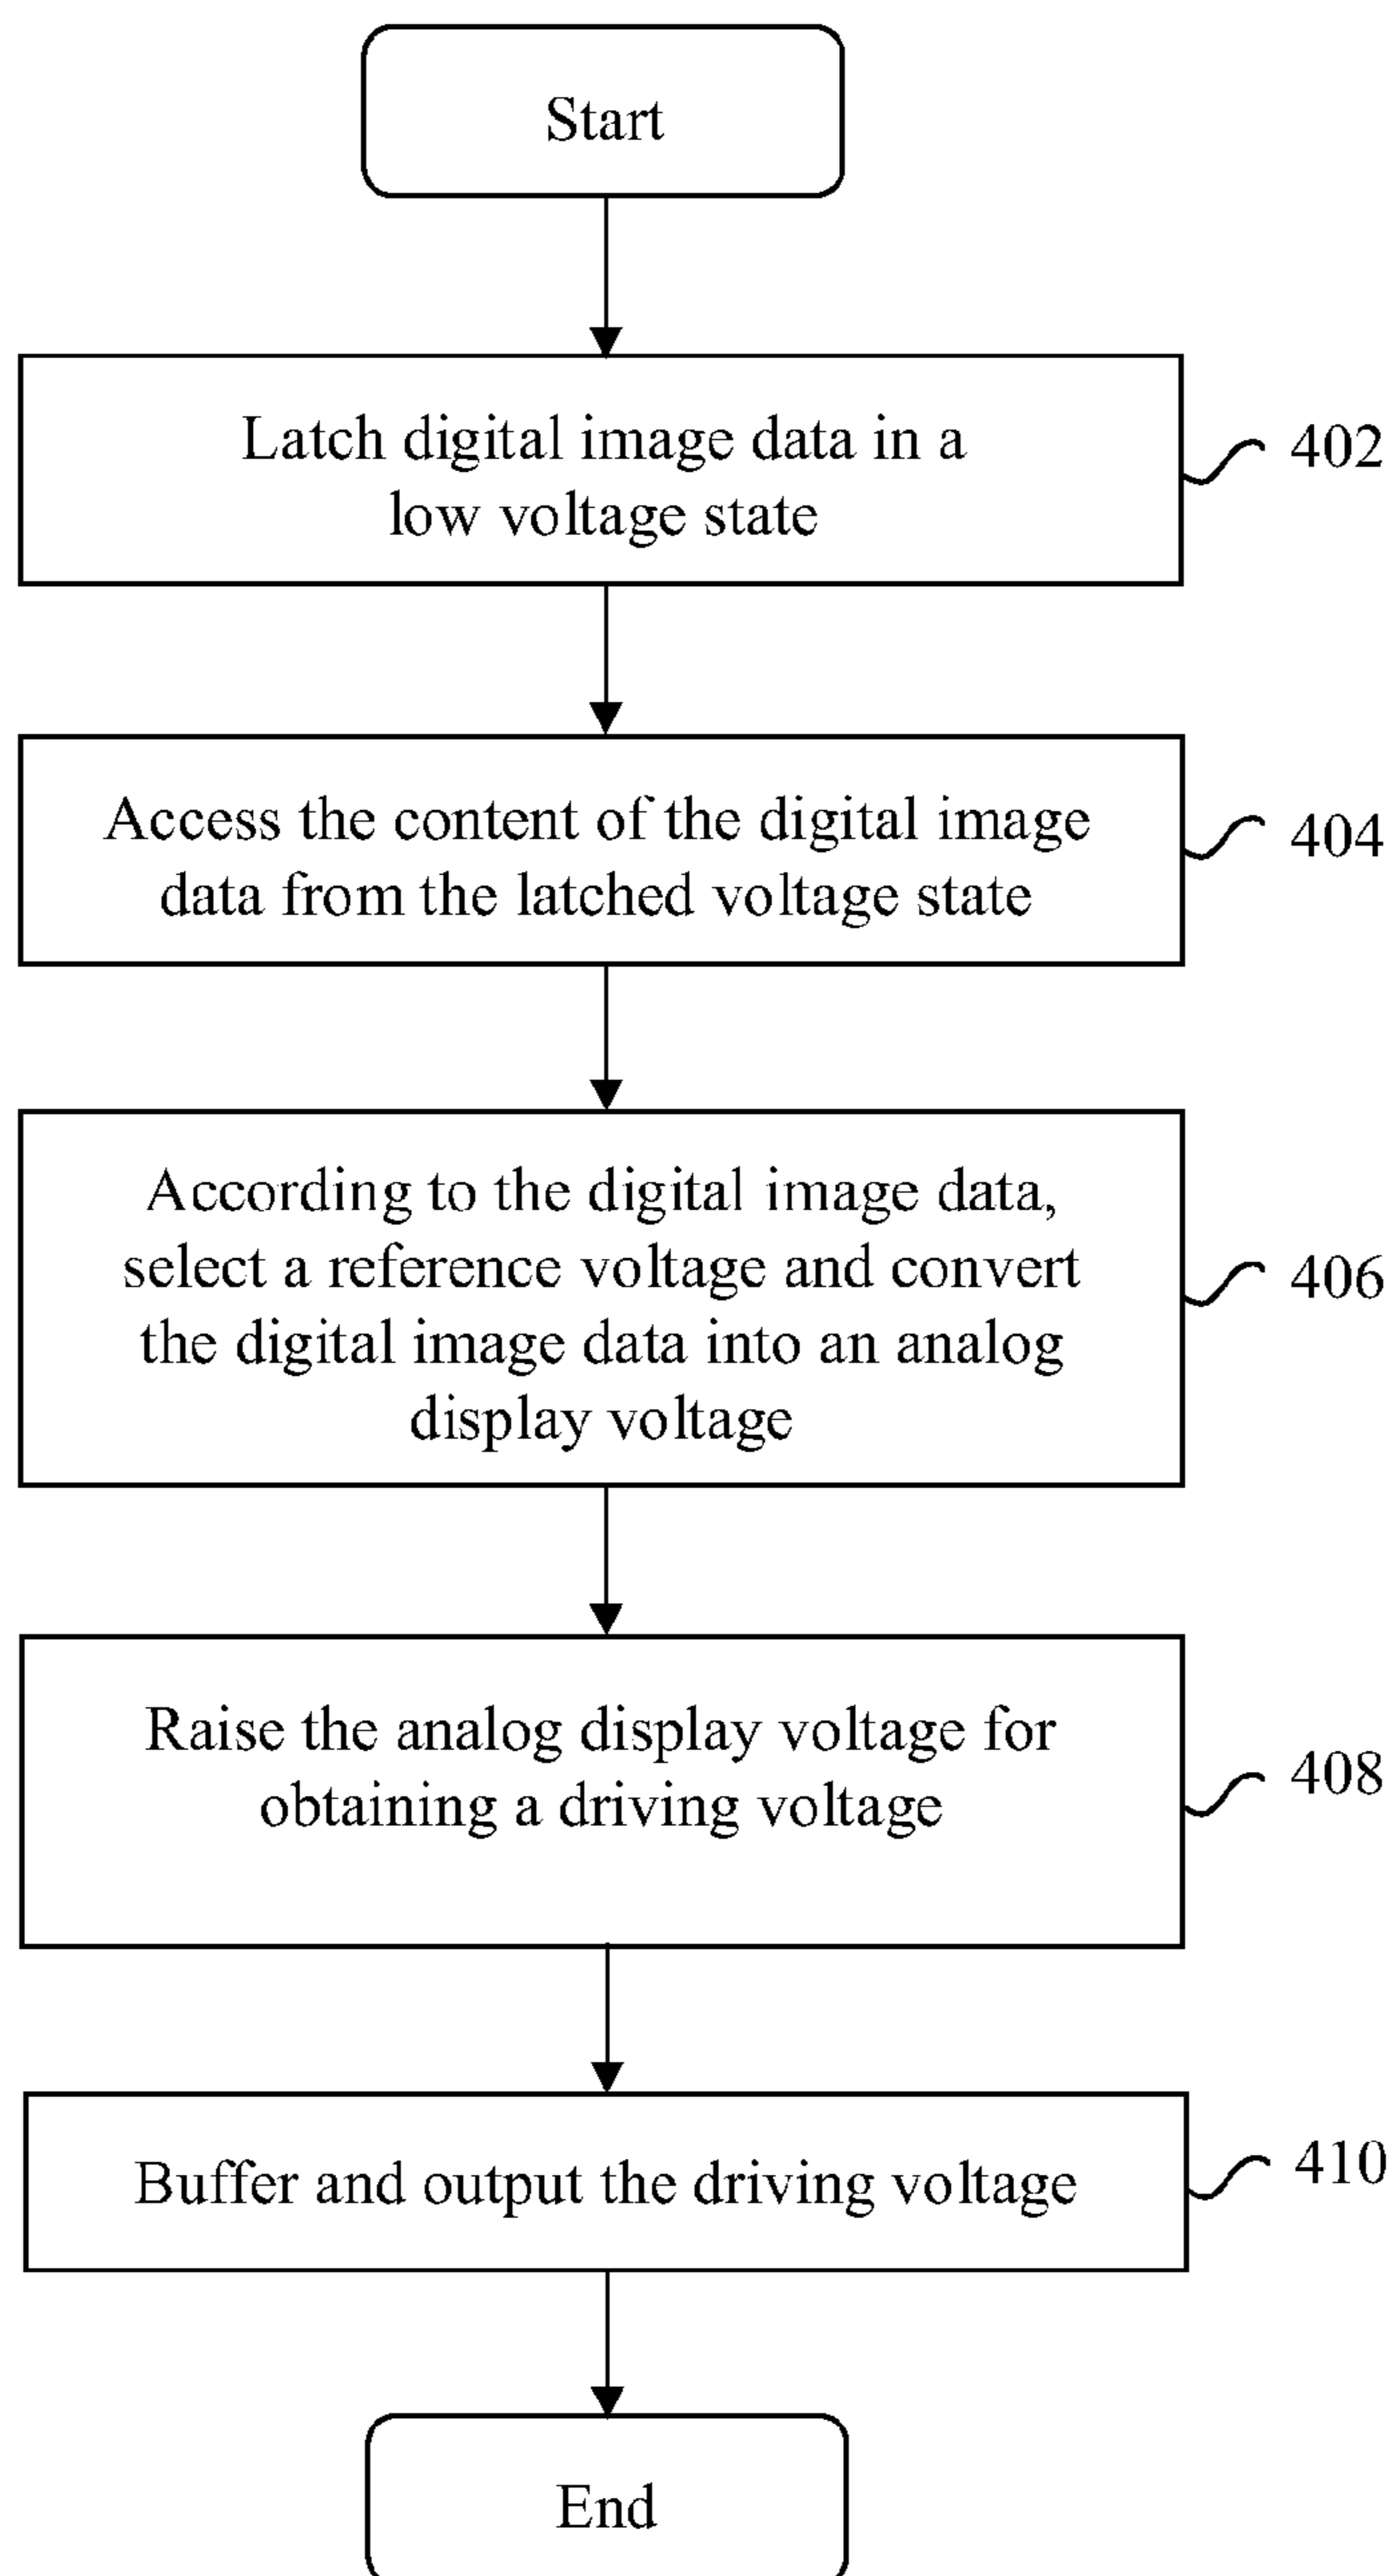 Start
Latch digital image data in a
low voltage state
402
Access the content of the digital image
data from the latched voltage state
404
According to the digital image data,
select a reference voltage and convert
the digital image data into an analog
display voltage
406
Raise the analog display voltage for
obtaining a driving voltage
408
Buffer and output the driving voltage
410
End